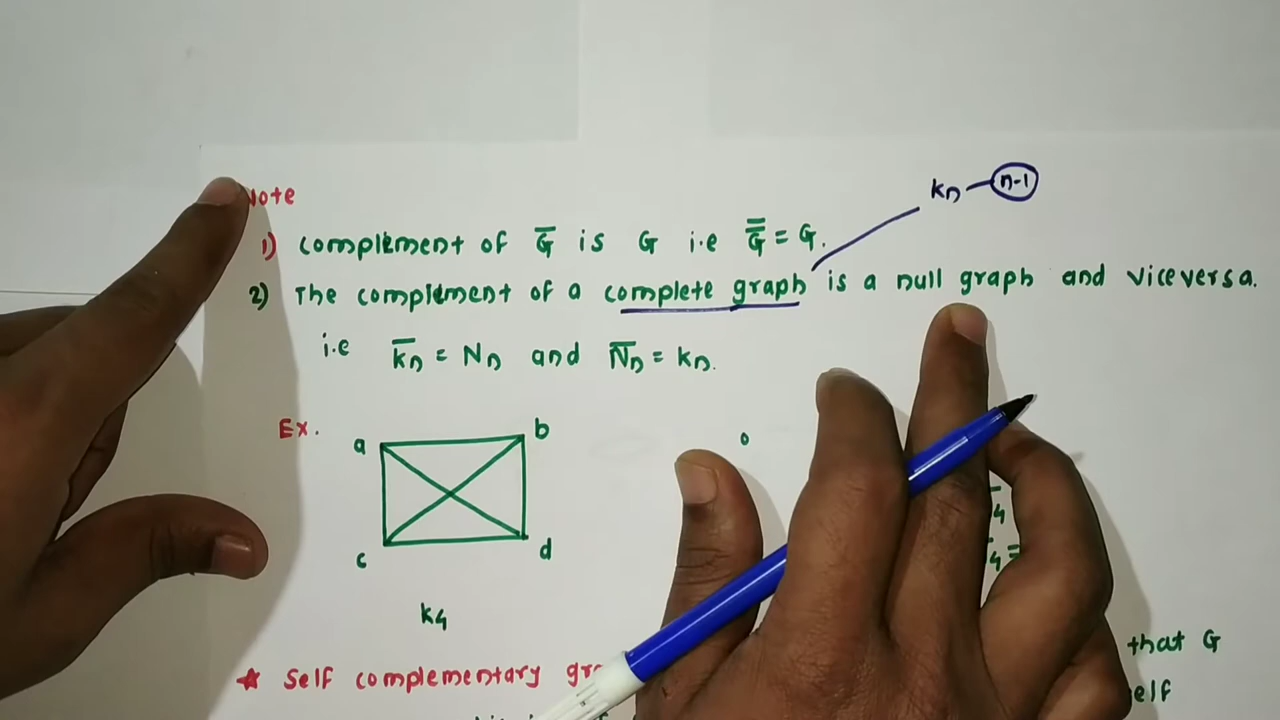 Note
kn n-1
1) complement of G̅ is G i.e G̿ = G.
2) The complement of a complete graph is a null graph and viceversa.
i.e k̅n = Nn and N̅n = kn.
Ex.
a b
c d
k4
that G
★ Self complementary